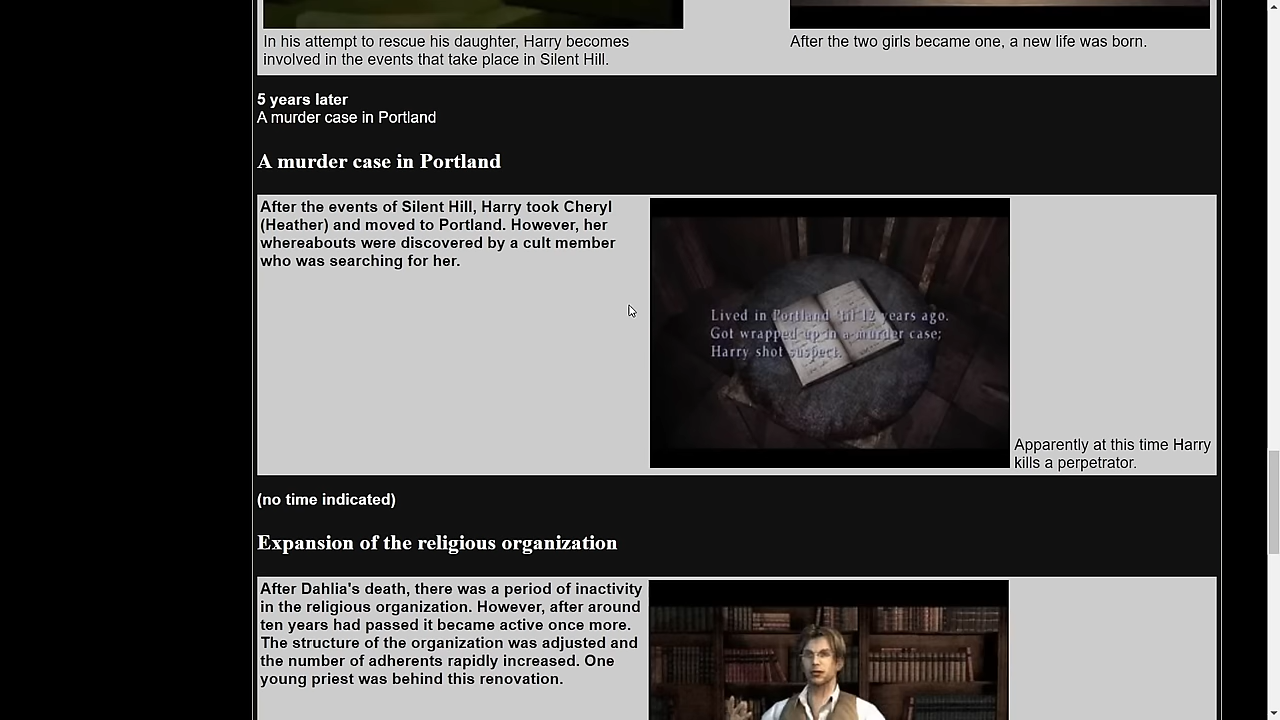 In his attempt to rescue his daughter, Harry becomes
involved in the events that take place in Silent Hill.
After the two girls became one, a new life was born.
5 years later
A murder case in Portland
A murder case in Portland
After the events of Silent Hill, Harry took Cheryl
(Heather) and moved to Portland. However, her
whereabouts were discovered by a cult member
who was searching for her.
Lived in Portland 'til 12 years ago.
Got wrapped up in a murder case;
Harry shot suspect.
Apparently at this time Harry
kills a perpetrator.
(no time indicated)
Expansion of the religious organization
After Dahlia's death, there was a period of inactivity
in the religious organization. However, after around
ten years had passed it became active once more.
The structure of the organization was adjusted and
the number of adherents rapidly increased. One
young priest was behind this renovation.